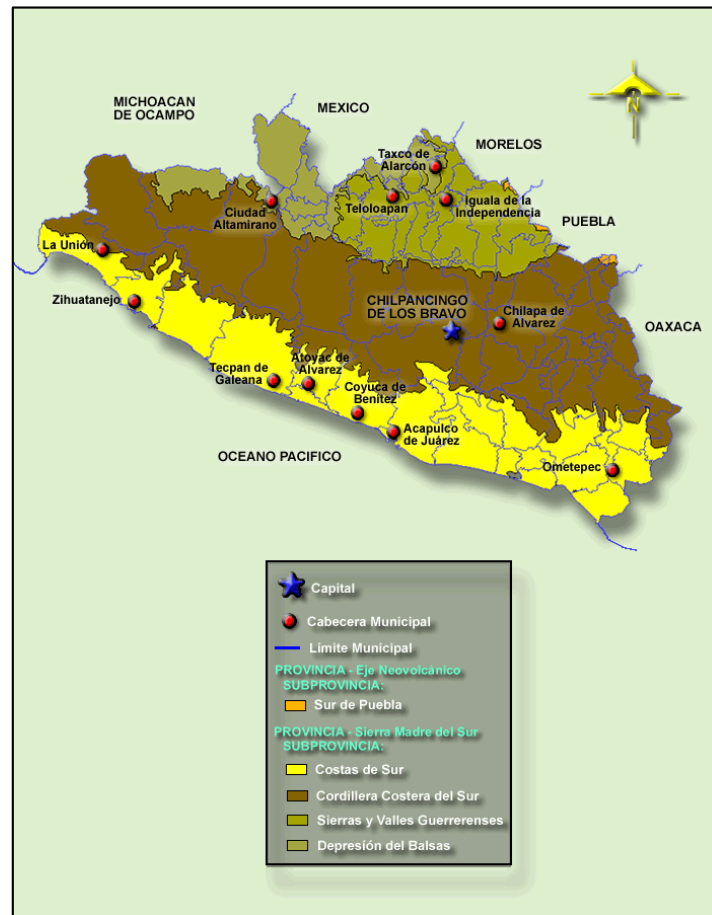 MICHOACAN
DE OCAMPO
MEXICO
N
MORELOS
Taxco de
Alarcón
Ciudad
Altamirano
Teloloapan
Iguala de la
Independencia
PUEBLA
La Unión
Zihuatanejo
CHILPANCINGO
DE LOS BRAVO
Chilapa de
Alvarez
OAXACA
Tecpan de
Galeana
Atoyac de
Alvarez
Coyuca de
Benítez
Acapulco
de Juárez
OCEANO PACIFICO
Ometepec
Capital
Cabecera Municipal
Límite Municipal
PROVINCIA - Eje Neovolcánico
SUBPROVINCIA:
Sur de Puebla
PROVINCIA - Sierra Madre del Sur
SUBPROVINCIA:
Costas de Sur
Cordillera Costera del Sur
Sierras y Valles Guerrerenses
Depresión del Balsas